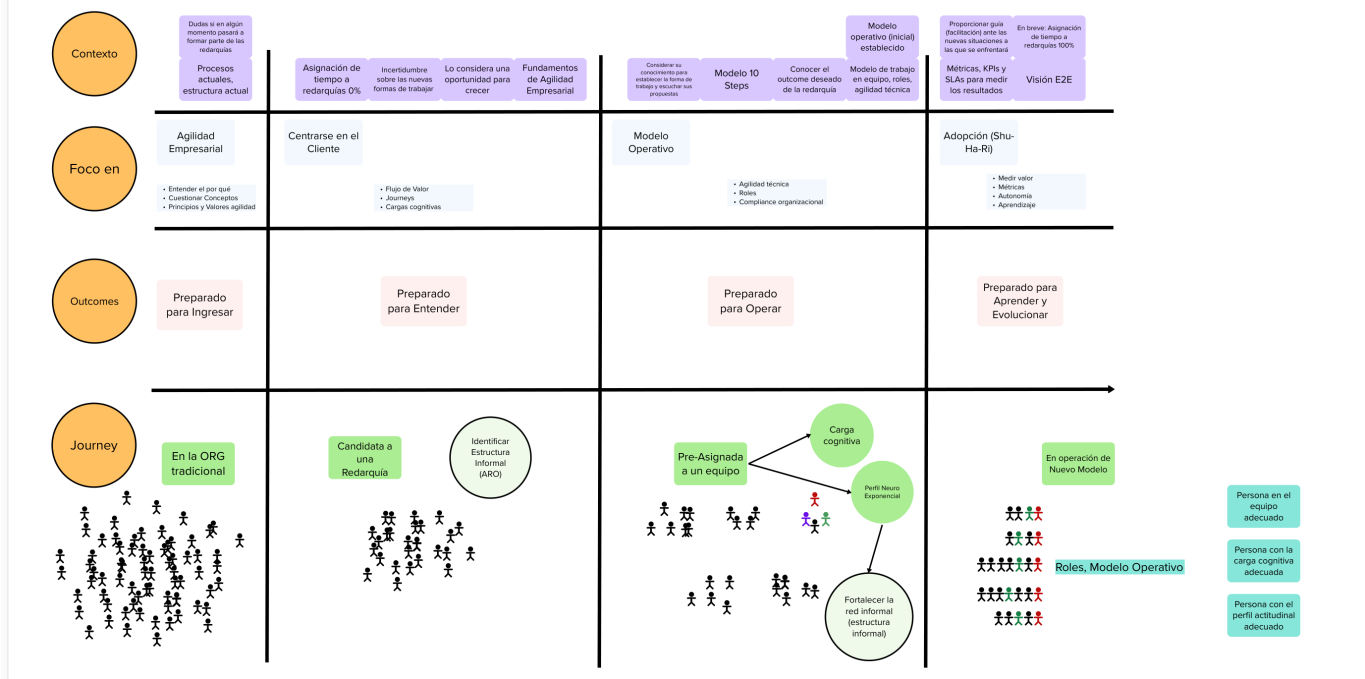 Contexto
Dudas si en algún
momento pasará a
formar parte de las
redarquías
Procesos
actuales,
estructura actual
Asignación de
tiempo a
redarquías 0%
Incertidumbre
sobre las nuevas
formas de trabajar
Lo considera una
oportunidad para
crecer
Fundamentos
de Agilidad
Empresarial
Considerar su
conocimiento para
establecer la forma de
trabajo y escuchar sus
propuestas
Modelo 10
Steps
Conocer el
outcome deseado
de la redarquía
Modelo
operativo (inicial)
establecido
Modelo de trabajo
en equipo, roles,
agilidad técnica
Proporcionar guía
(facilitación) ante las
nuevas situaciones a
las que se enfrentará
En breve: Asignación
de tiempo a
redarquías 100%
Métricas, KPIs y
SLAs para medir
los resultados
Visión E2E
Foco en
Agilidad
Empresarial
• Entender el por qué
• Cuestionar Conceptos
• Principios y Valores agilidad
Centrarse en el
Cliente
• Flujo de Valor
• Journeys
• Cargas cognitivas
Modelo
Operativo
• Agilidad técnica
• Roles
• Compliance organizacional
Adopción (Shu-
Ha-Ri)
• Medir valor
• Métricas
• Autonomía
• Aprendizaje
Outcomes
Preparado
para Ingresar
Preparado
para Entender
Preparado
para Operar
Preparado para
Aprender y
Evolucionar
Journey
En la ORG
tradicional
Candidata a
una
Redarquía
Identificar
Estructura
Informal
(ARO)
Pre-Asignada
a un equipo
Carga
cognitiva
Perfil Neuro
Exponencial
Fortalecer la
red informal
(estructura
informal)
En operación de
Nuevo Modelo
Roles, Modelo Operativo
Persona en el
equipo
adecuado
Persona con la
carga cognitiva
adecuada
Persona con el
perfil actitudinal
adecuado